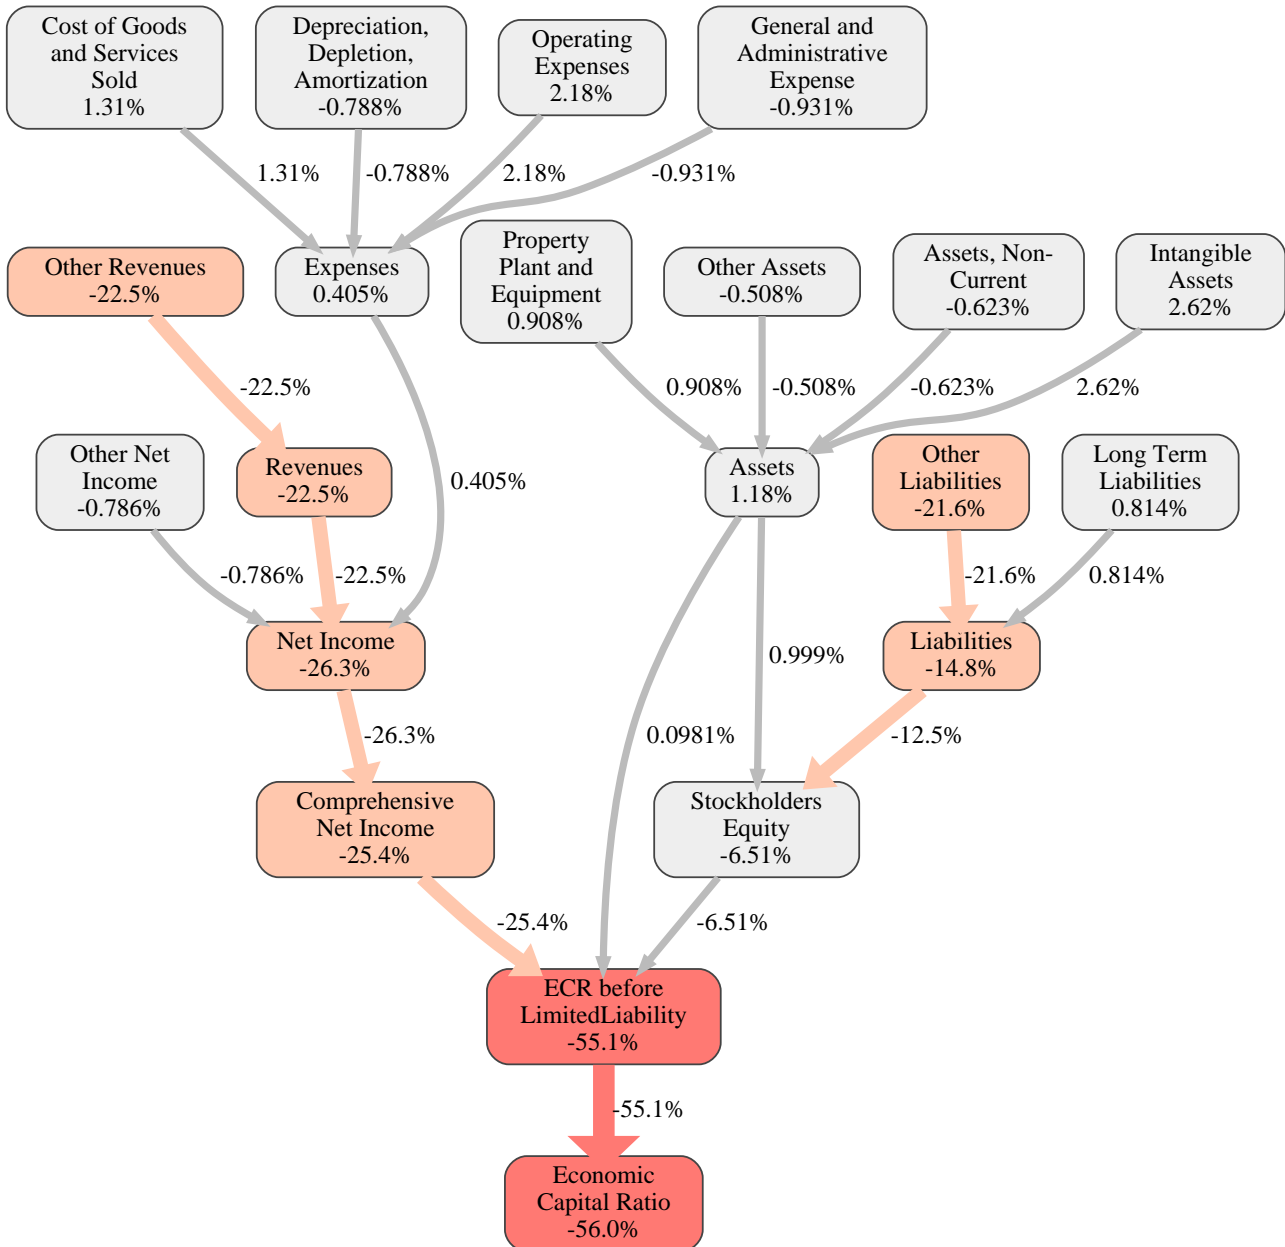 Cost of Goods
and Services
Sold
1.31%
Depreciation,
Depletion,
Amortization
-0.788%
Operating
Expenses
2.18%
General and
Administrative
Expense
-0.931%
1.31%
-0.788%
2.18%
-0.931%
Other Revenues
-22.5%
Expenses
0.405%
Property
Plant and
Equipment
0.908%
Other Assets
-0.508%
Assets, Non-
Current
-0.623%
Intangible
Assets
2.62%
-22.5%
0.908%
-0.508%
-0.623%
2.62%
Other Net
Income
-0.786%
Revenues
-22.5%
0.405%
Assets
1.18%
Other
Liabilities
-21.6%
Long Term
Liabilities
0.814%
-0.786%
-22.5%
-21.6%
0.814%
Net Income
-26.3%
0.999%
Liabilities
-14.8%
-26.3%
0.0981%
-12.5%
Comprehensive
Net Income
-25.4%
Stockholders
Equity
-6.51%
-25.4%
-6.51%
ECR before
LimitedLiability
-55.1%
-55.1%
Economic
Capital Ratio
-56.0%